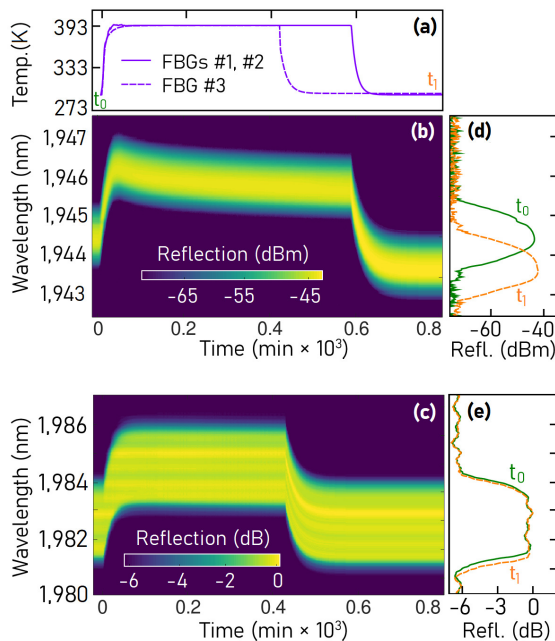 (a)
Temp.(K)
393
333
273
FBGs #1, #2
FBG #3
t0
t1
(b)
Wavelength (nm)
1,947
1,946
1,945
1,944
1,943
Reflection (dBm)
−65 −55 −45
0 0.2 0.4 0.6 0.8
Time (min × 10³)
(d)
t0
t1
−60 −40
Refl. (dBm)
(c)
Wavelength (nm)
1,986
1,984
1,982
1,980
Reflection (dB)
−6 −4 −2 0
0 0.2 0.4 0.6 0.8
Time (min × 10³)
(e)
t0
t1
−6 −3 0
Refl. (dB)